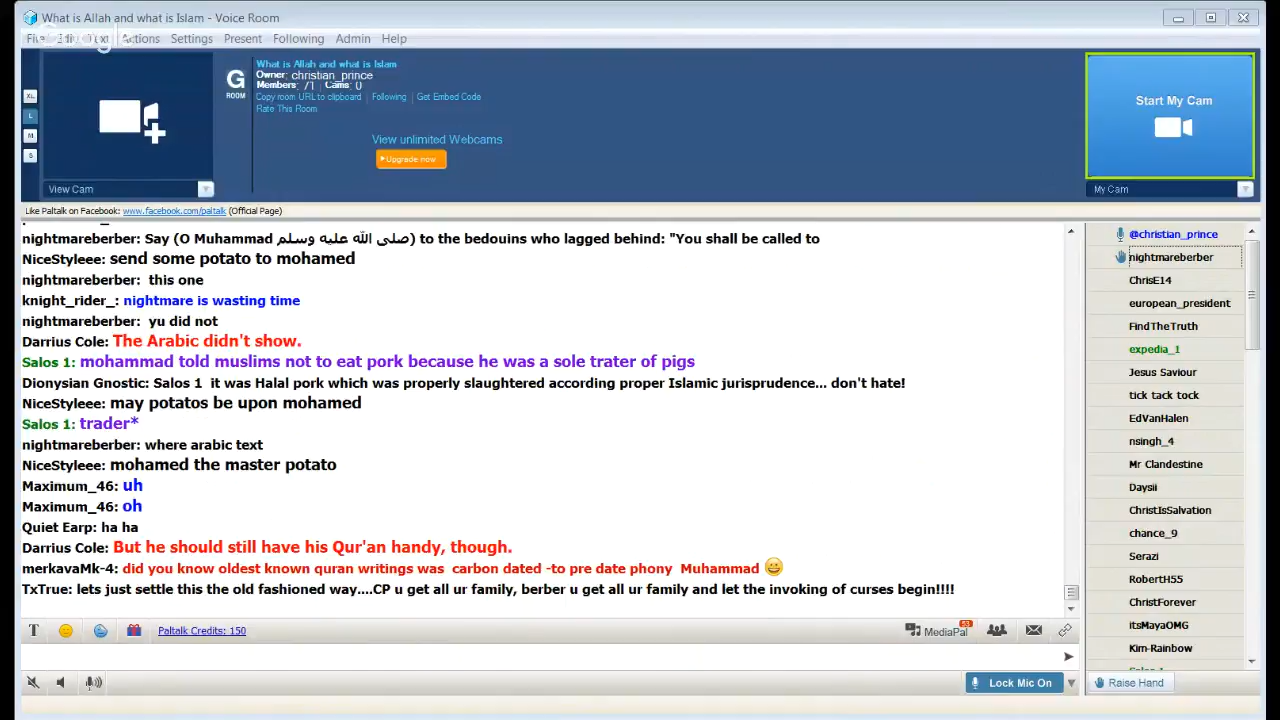 What is Allah and what is Islam - Voice Room
File Edit Text Actions Settings Present Following Admin Help
Google
What is Allah and what is Islam
G
ROOM
Owner: christian_prince
Members: 71 Cams: 0
Copy room URL to clipboard Following Get Embed Code
Rate This Room
View unlimited Webcams
Upgrade now
XL
L
M
S
View Cam
Start My Cam
My Cam
Like Paltalk on Facebook: www.facebook.com/paltalk (Official Page)
nightmareberber: Say (O Muhammad صلى الله عليه وسلم) to the bedouins who lagged behind: "You shall be called to
NiceStyleee: send some potato to mohamed
nightmareberber: this one
knight_rider_: nightmare is wasting time
nightmareberber: yu did not
Darrius Cole: The Arabic didn't show.
Salos 1: mohammad told muslims not to eat pork because he was a sole trater of pigs
Dionysian Gnostic: Salos 1 it was Halal pork which was properly slaughtered according proper Islamic jurisprudence... don't hate!
NiceStyleee: may potatos be upon mohamed
Salos 1: trader*
nightmareberber: where arabic text
NiceStyleee: mohamed the master potato
Maximum_46: uh
Maximum_46: oh
Quiet Earp: ha ha
Darrius Cole: But he should still have his Qur'an handy, though.
merkavaMk-4: did you know oldest known quran writings was carbon dated -to pre date phony Muhammad
TxTrue: lets just settle this the old fashioned way....CP u get all ur family, berber u get all ur family and let the invoking of curses begin!!!!
@christian_prince
nightmareberber
ChrisE14
european_president
FindTheTruth
expedia_1
Jesus Saviour
tick tack tock
EdVanHalen
nsingh_4
Mr Clandestine
Daysii
ChristIsSalvation
chance_9
Serazi
RobertH55
ChristForever
itsMayaOMG
Kim-Rainbow
Salos 1
T
Paltalk Credits: 150
MediaPal
53
Lock Mic On
Raise Hand